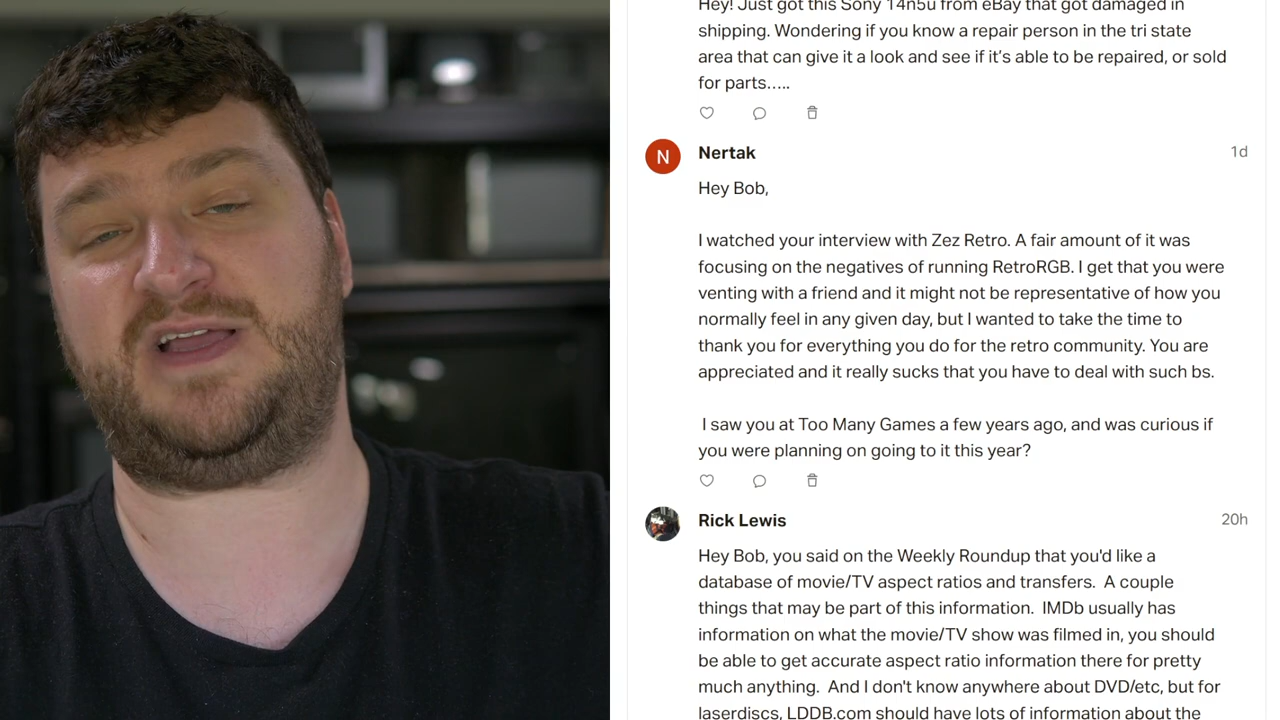 Hey! Just got this Sony 14n5u from eBay that got damaged in
shipping. Wondering if you know a repair person in the tri state
area that can give it a look and see if it’s able to be repaired, or sold
for parts…..
N
Nertak
1d
Hey Bob,
I watched your interview with Zez Retro. A fair amount of it was
focusing on the negatives of running RetroRGB. I get that you were
venting with a friend and it might not be representative of how you
normally feel in any given day, but I wanted to take the time to
thank you for everything you do for the retro community. You are
appreciated and it really sucks that you have to deal with such bs.
I saw you at Too Many Games a few years ago, and was curious if
you were planning on going to it this year?
Rick Lewis
20h
Hey Bob, you said on the Weekly Roundup that you'd like a
database of movie/TV aspect ratios and transfers. A couple
things that may be part of this information. IMDb usually has
information on what the movie/TV show was filmed in, you should
be able to get accurate aspect ratio information there for pretty
much anything. And I don't know anywhere about DVD/etc, but for
laserdiscs, LDDB.com should have lots of information about the